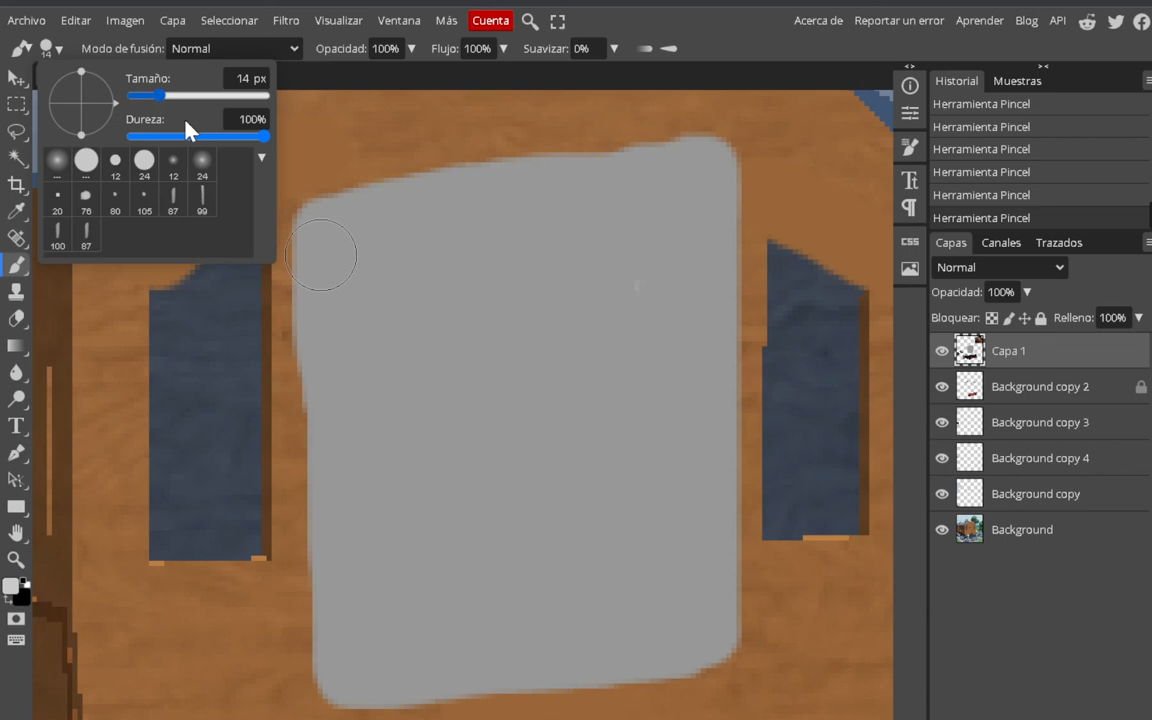 Archivo Editar Imagen Capa Seleccionar Filtro Visualizar Ventana Más Cuenta Acerca de Reportar un error Aprender Blog API
14 Modo de fusión: Normal Opacidad: 100% Flujo: 100% Suavizar: 0%
Tamaño: 14 px
Dureza: 100%
--- --- 12 24 12 24
20 76 80 105 87 99
100 87
Historial Muestras
Herramienta Pincel
Herramienta Pincel
Herramienta Pincel
Herramienta Pincel
Herramienta Pincel
Herramienta Pincel
Capas Canales Trazados
Normal
Opacidad: 100%
Bloquear: Relleno: 100%
Capa 1
Background copy 2
Background copy 3
Background copy 4
Background copy
Background
CSS